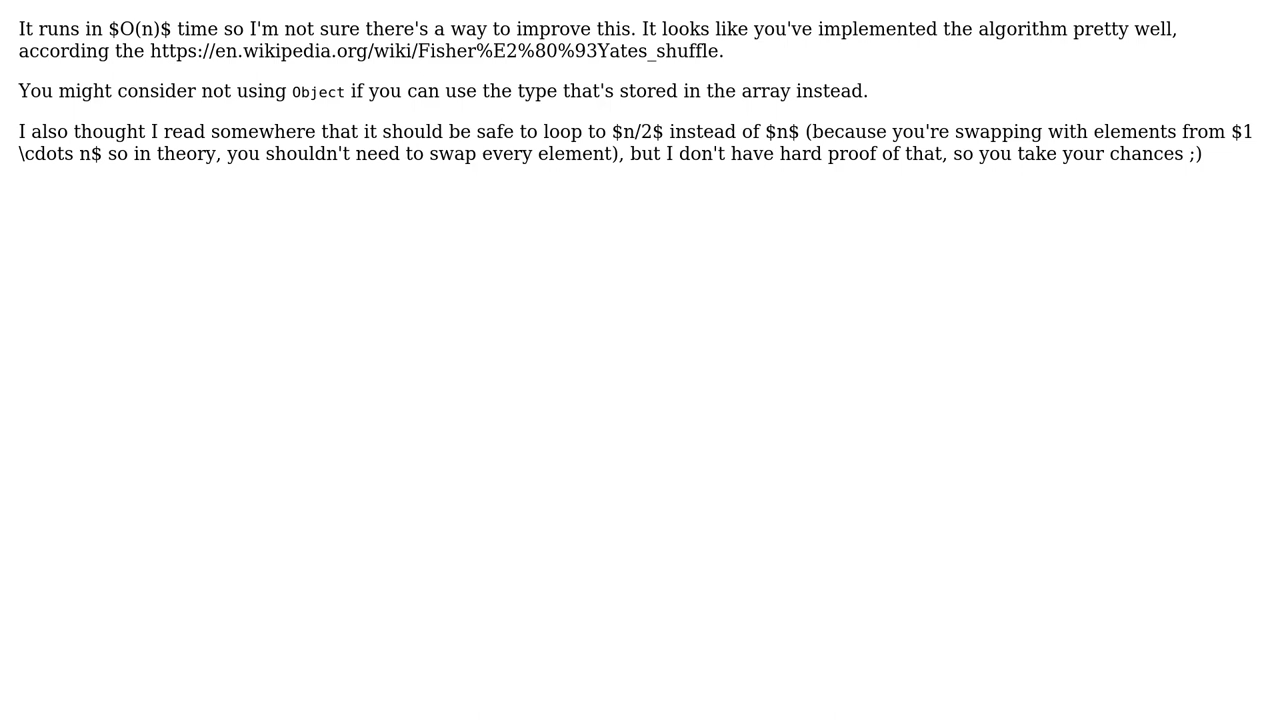 It runs in $O(n)$ time so I'm not sure there's a way to improve this. It looks like you've implemented the algorithm pretty well,
according the https://en.wikipedia.org/wiki/Fisher%E2%80%93Yates_shuffle.
You might consider not using Object if you can use the type that's stored in the array instead.
I also thought I read somewhere that it should be safe to loop to $n/2$ instead of $n$ (because you're swapping with elements from $1
\cdots n$ so in theory, you shouldn't need to swap every element), but I don't have hard proof of that, so you take your chances ;)